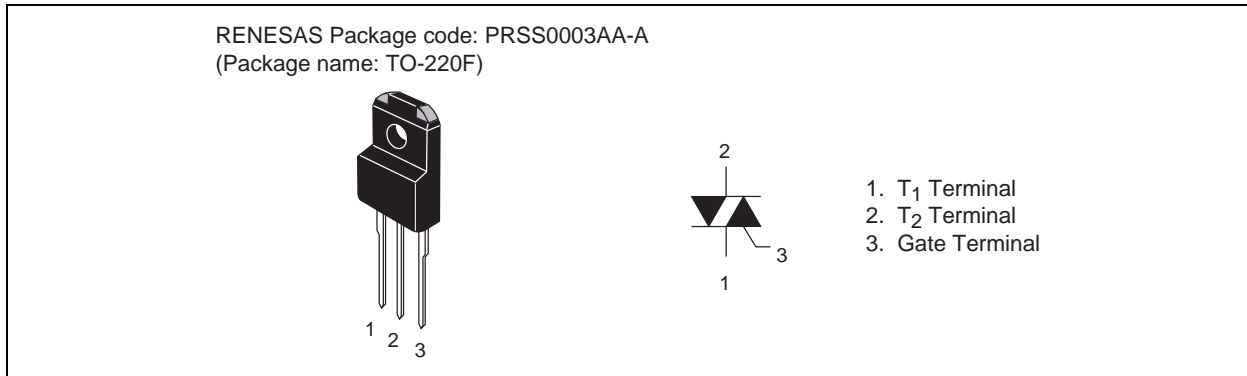 RENESAS Package code: PRSS0003AA-A
(Package name: TO-220F)
1
2
3
2
3
1
1. T1 Terminal
2. T2 Terminal
3. Gate Terminal